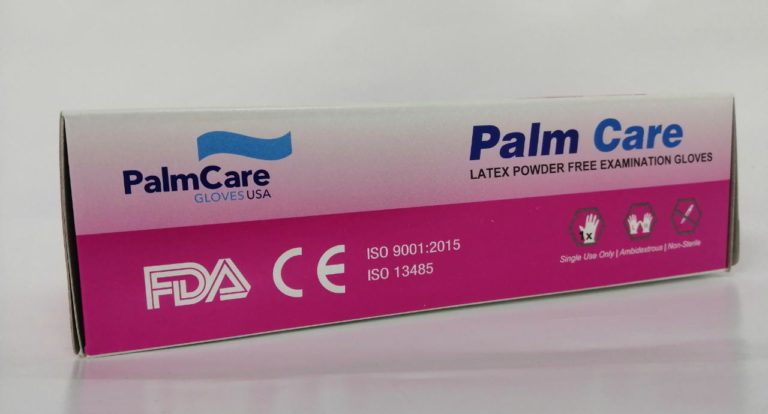 PalmCare
GLOVES USA
Palm Care
LATEX POWDER FREE EXAMINATION GLOVES
1x
Single Use Only | Ambidextrous | Non-Sterile
FDA CE
ISO 9001:2015
ISO 13485